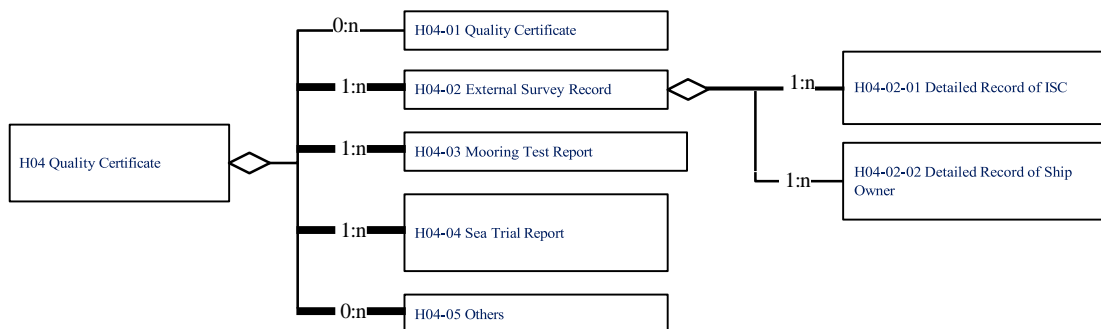 0:n
H04-01 Quality Certificate
1:n
H04-02 External Survey Record
1:n
H04-02-01 Detailed Record of ISC
H04 Quality Certificate
1:n
H04-03 Mooring Test Report
1:n
H04-02-02 Detailed Record of Ship
Owner
1:n
H04-04 Sea Trial Report
0:n
H04-05 Others